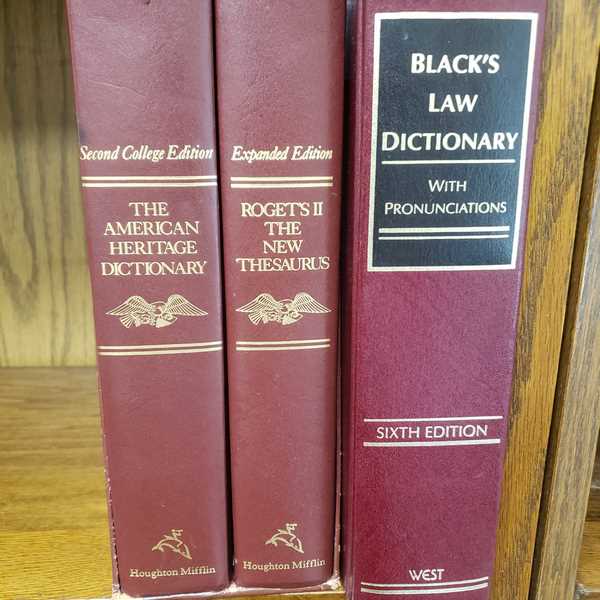 Second College Edition
THE
AMERICAN
HERITAGE
DICTIONARY
Houghton Mifflin
Expanded Edition
ROGET'S II
THE
NEW
THESAURUS
Houghton Mifflin
BLACK'S
LAW
DICTIONARY
WITH
PRONUNCIATIONS
SIXTH EDITION
WEST